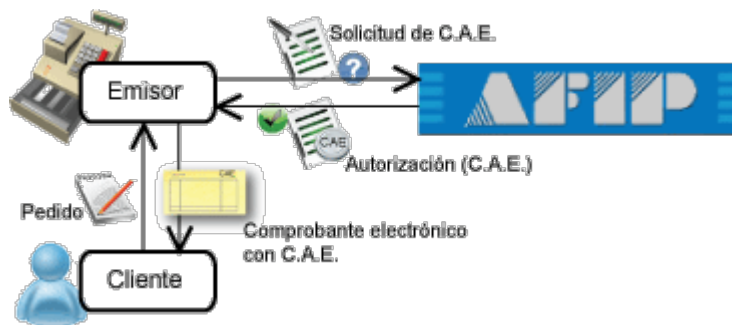 Solicitud de C.A.E.
Emisor
AFIP
CAE
Autorización (C.A.E.)
Pedido
CAE
Comprobante electrónico
con C.A.E.
Cliente